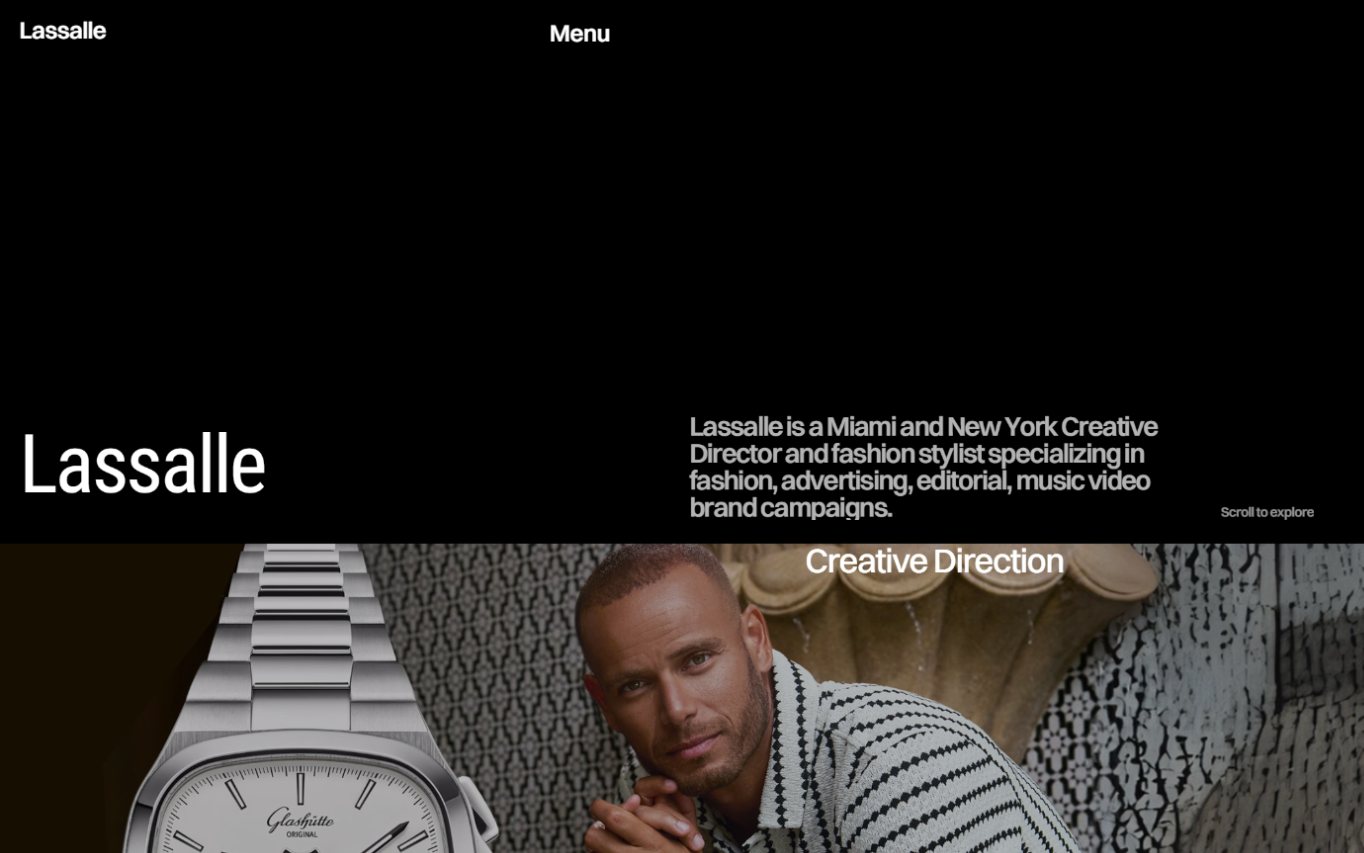 Lassalle
Menu
Lassalle
Lassalle is a Miami and New York Creative
Director and fashion stylist specializing in
fashion, advertising, editorial, music video
brand campaigns.
Scroll to explore
Creative Direction
Glashütte
ORIGINAL